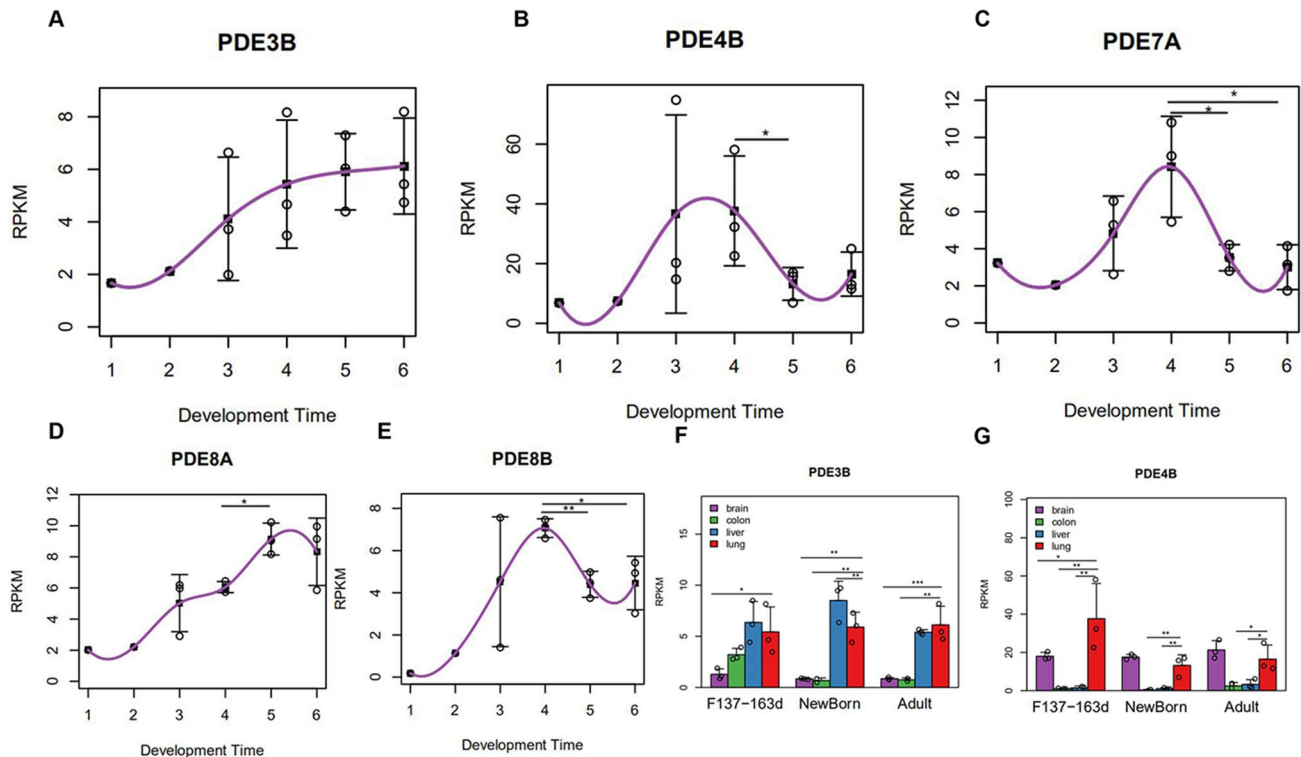 A
PDE3B
RPKM
8
6
4
2
0
1 2 3 4 5 6
Development Time
B
PDE4B
RPKM
60
40
20
0
*
1 2 3 4 5 6
Development Time
C
PDE7A
RPKM
12
10
8
6
4
2
0
*
*
1 2 3 4 5 6
Development Time
D
PDE8A
RPKM
12
10
8
6
4
2
0
*
1 2 3 4 5 6
Development Time
E
PDE8B
RPKM
8
6
4
2
0
*
**
1 2 3 4 5 6
Development Time
F
PDE3B
RPKM
15
10
5
0
brain
colon
liver
lung
*
**
**
**
***
**
F137−163d NewBorn Adult
G
PDE4B
RPKM
100
80
60
40
20
0
brain
colon
liver
lung
*
**
**
**
**
*
*
F137−163d NewBorn Adult